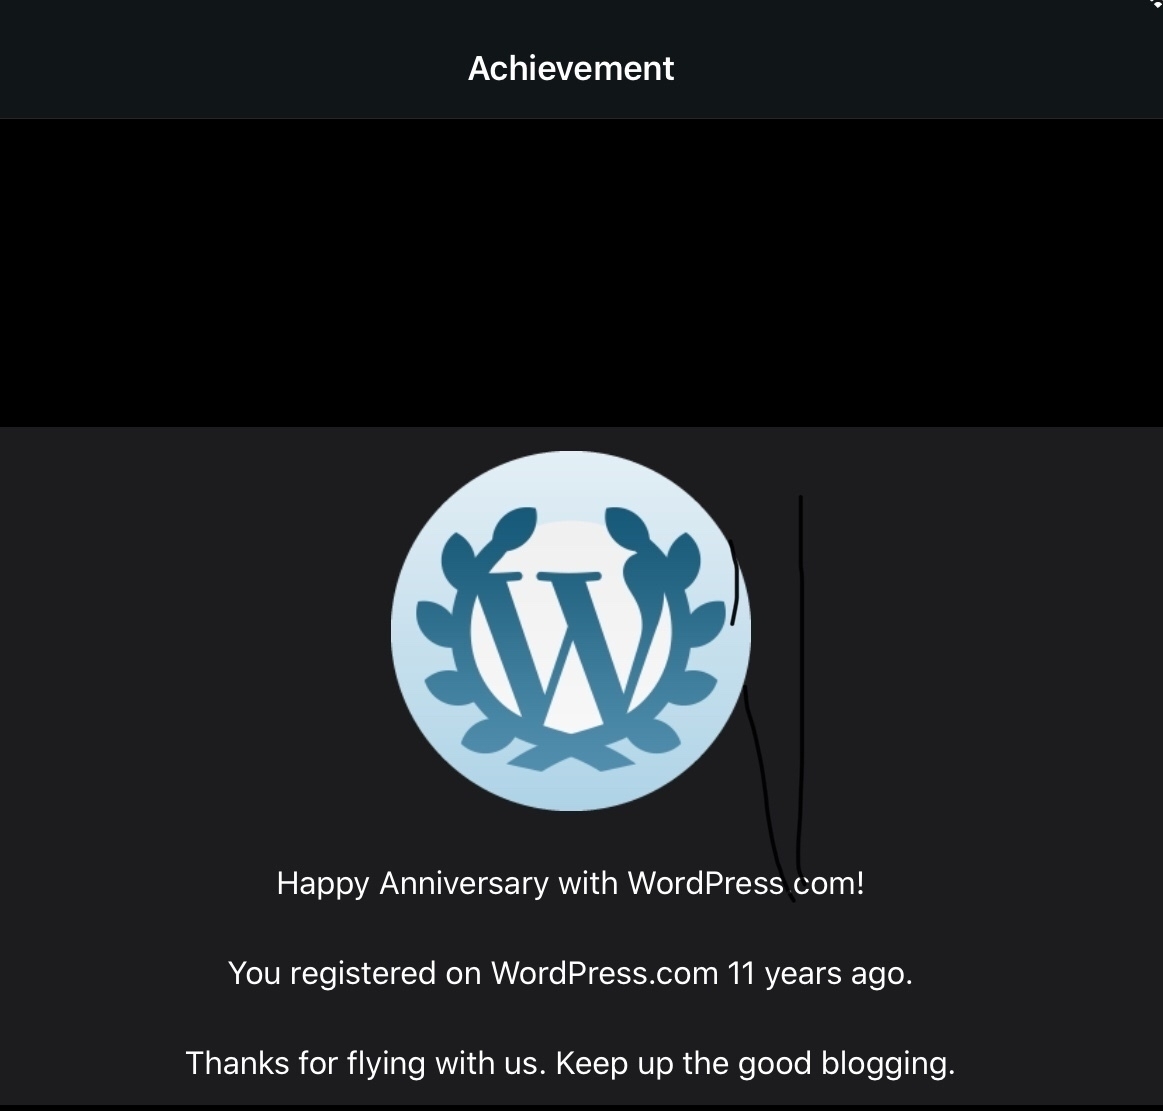 Achievement
W
Happy Anniversary with WordPress.com!
You registered on WordPress.com 11 years ago.
Thanks for flying with us. Keep up the good blogging.